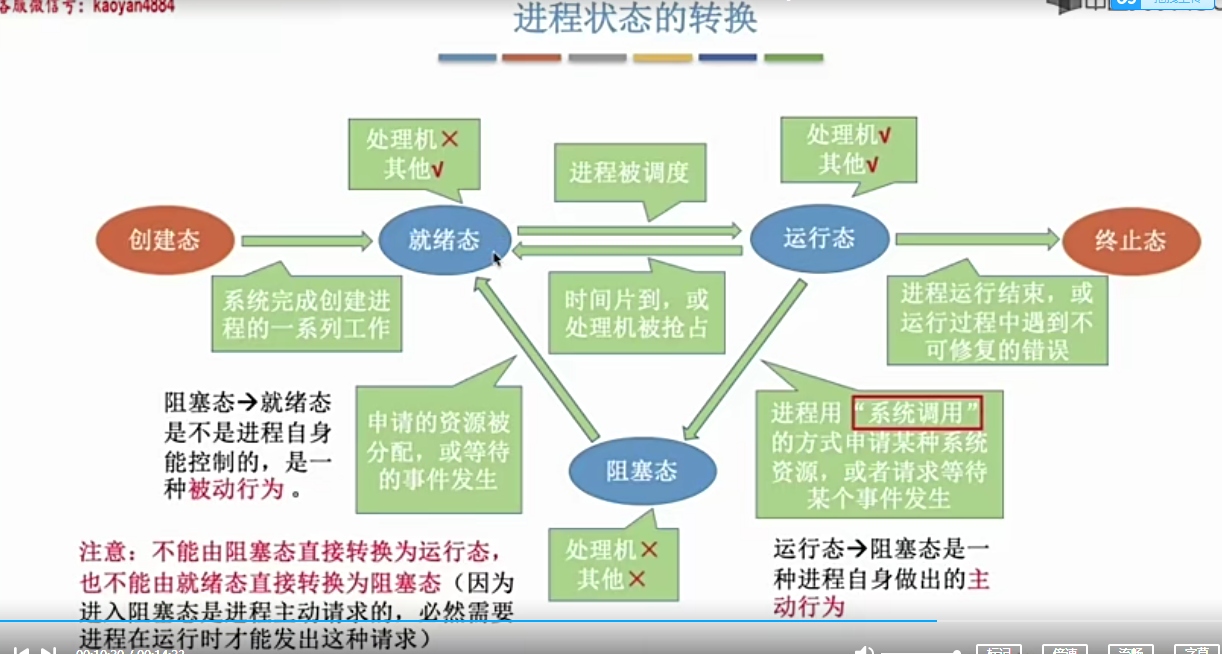 客服微信号：kaoyan4884
进程状态的转换
处理机×
其他√
进程被调度
处理机√
其他√
创建态
就绪态
运行态
终止态
系统完成创建进
程的一系列工作
时间片到，或
处理机被抢占
进程运行结束，或
运行过程中遇到不
可修复的错误
阻塞态→就绪态
是不是进程自身
能控制的，是一
种被动行为。
申请的资源被
分配，或等待
的事件发生
进程用“系统调用”
的方式申请某种系统
资源，或者请求等待
某个事件发生
阻塞态
处理机×
其他×
运行态→阻塞态是一
种进程自身做出的主
动行为
注意：不能由阻塞态直接转换为运行态，
也不能由就绪态直接转换为阻塞态（因为
进入阻塞态是进程主动请求的，必然需要
进程在运行时才能发出这种请求）